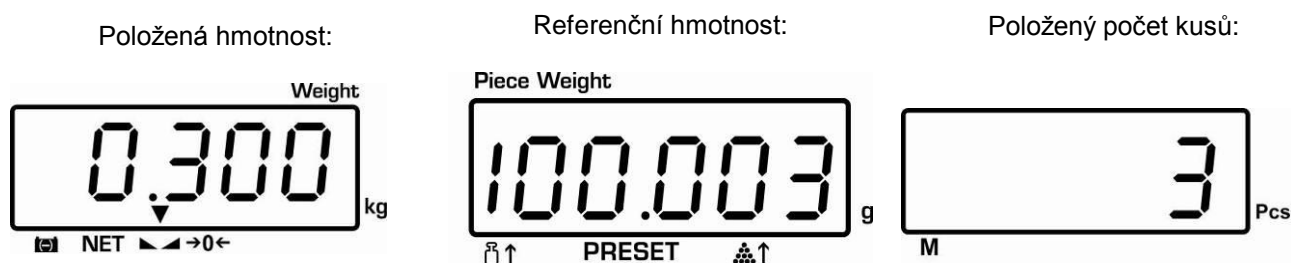 Položená hmotnost:
Weight
0.300
kg
NET →0←
Referenční hmotnost:
Piece Weight
100.003
g
↑ PRESET ↑
Položený počet kusů:
3
Pcs
M